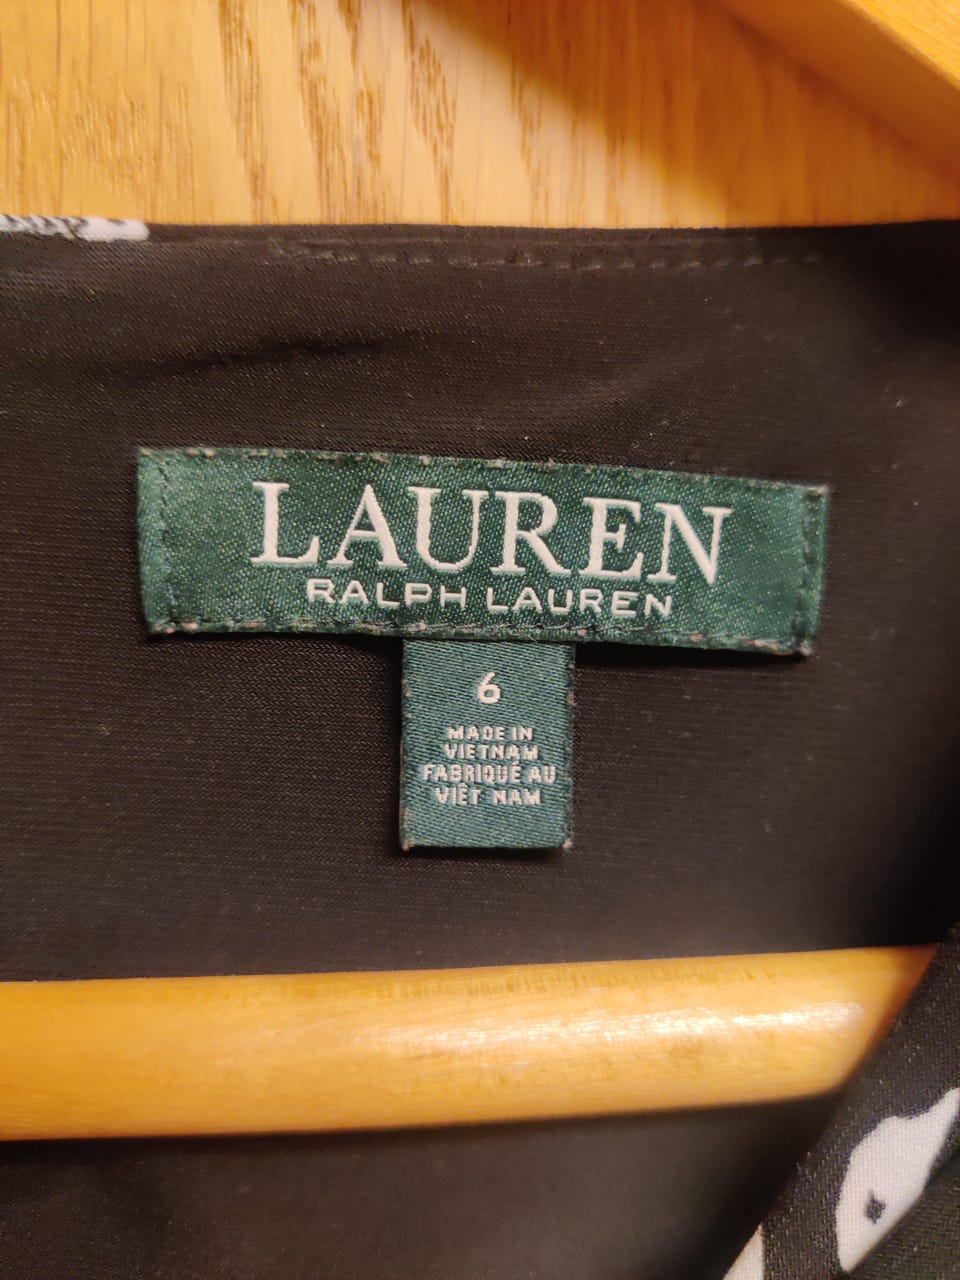 LAUREN
RALPH LAUREN
6
MADE IN
VIETNAM
FABRIQUÉ AU
VIÊT NAM